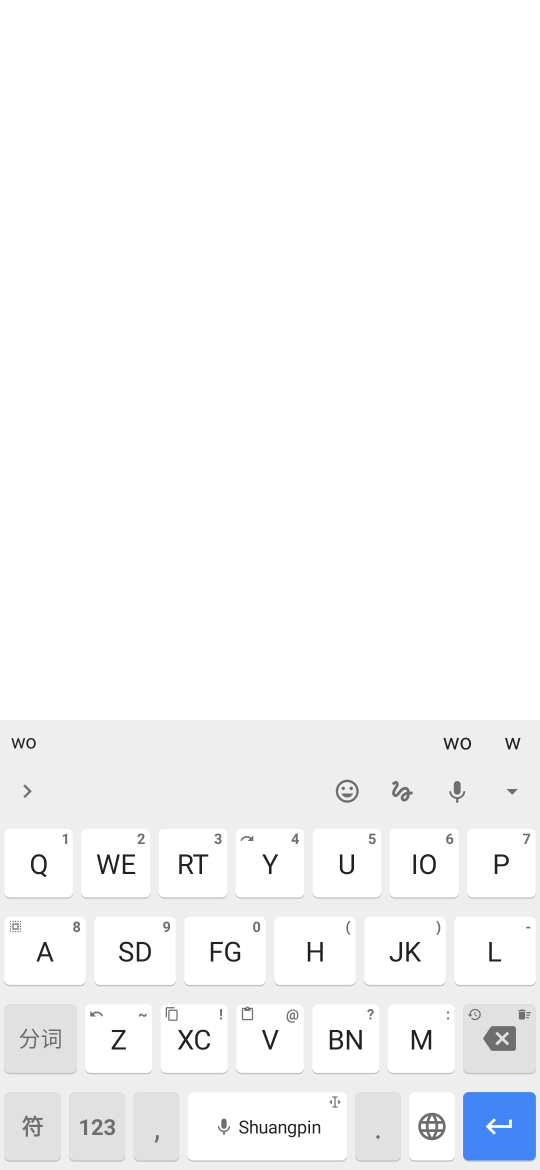 wo wo w
1 2 3 4 5 6 7
Q WE RT Y U IO P
8 9 0 ( ) -
A SD FG H JK L
~ ! @ ? :
分词 Z XC V BN M
符 123 , Shuangpin .